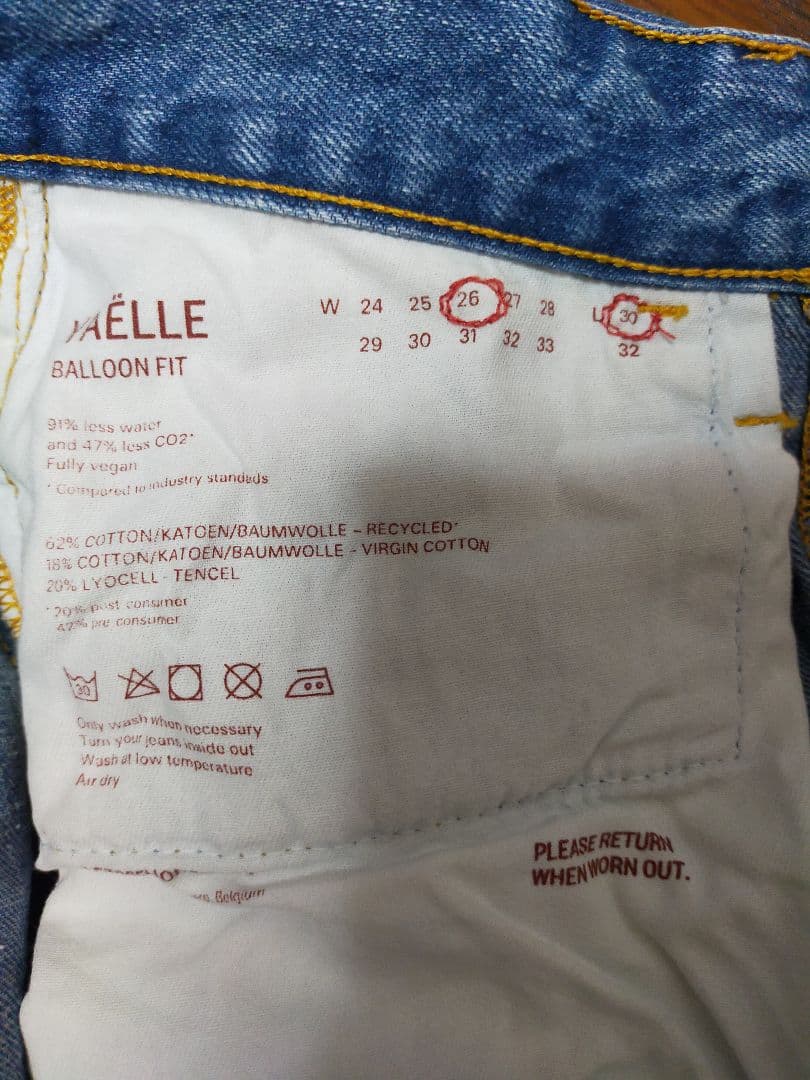 YAËLLE
BALLOON FIT
W 24 25 26 27 28
29 30 31 32 33
L 30
32
91% less water
and 47% less CO2*
Fully vegan
* Compared to industry standads
62% COTTON/KATOEN/BAUMWOLLE - RECYCLED*
18% COTTON/KATOEN/BAUMWOLLE - VIRGIN COTTON
20% LYOCELL - TENCEL
* 20% post consumer
42% pre consumer
30
Only wash when necessary
Turn your jeans inside out
Wash at low temperature
Air dry
Belgium
PLEASE RETURN
WHEN WORN OUT.